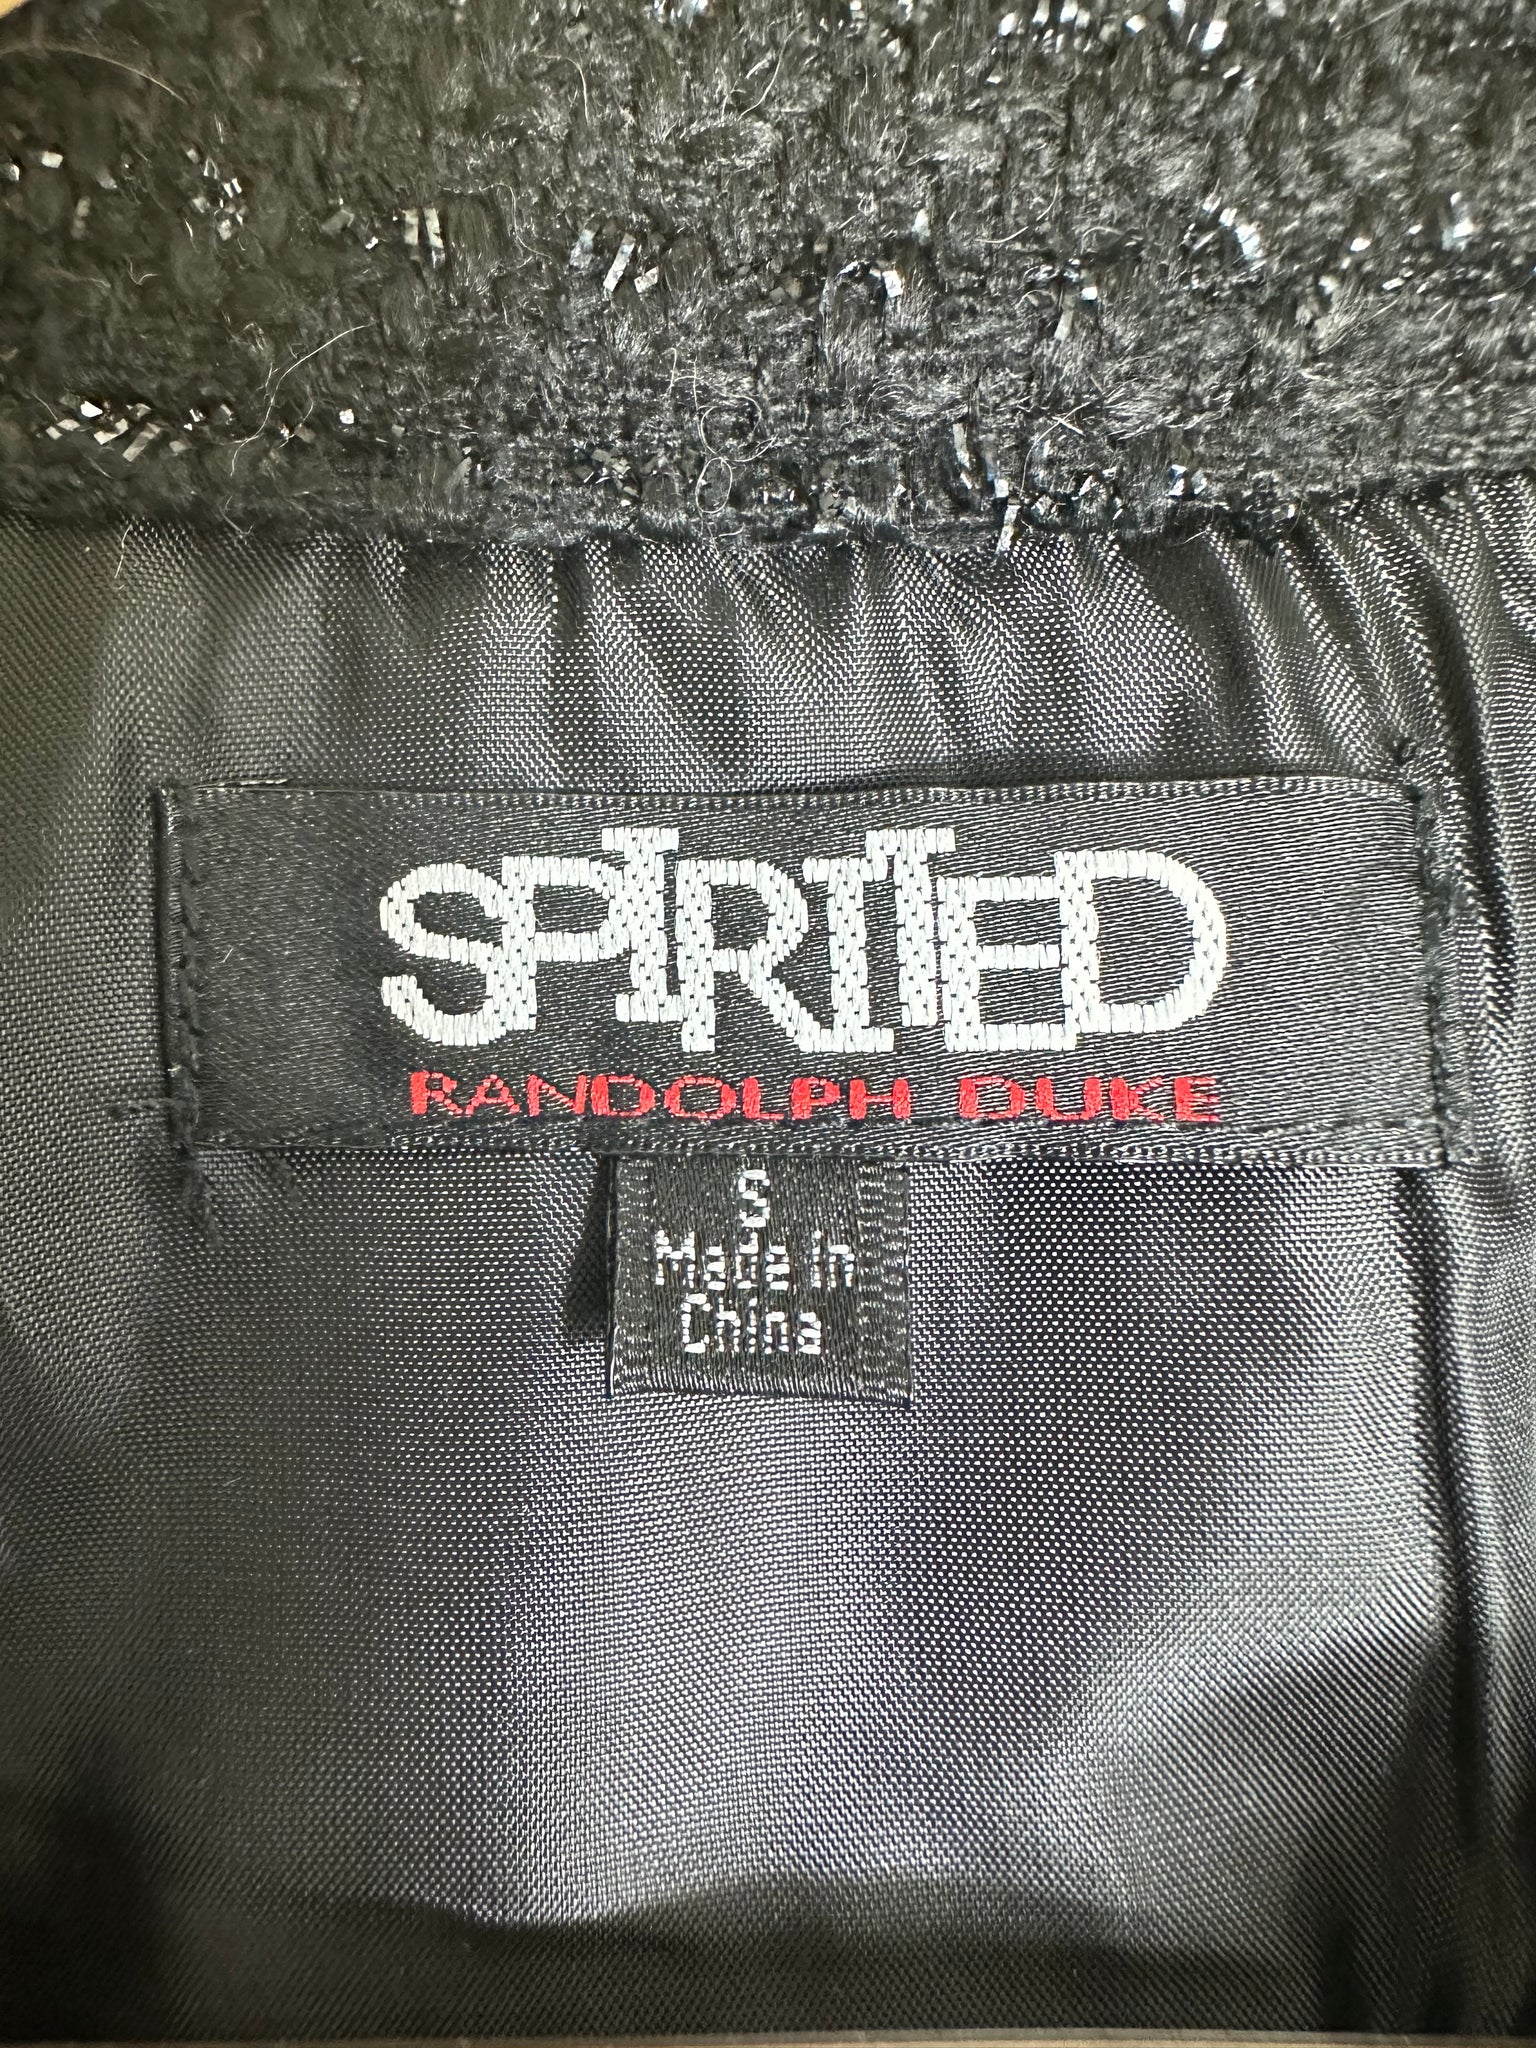 SPIRITED
RANDOLPH DUKE
S
Made in
China